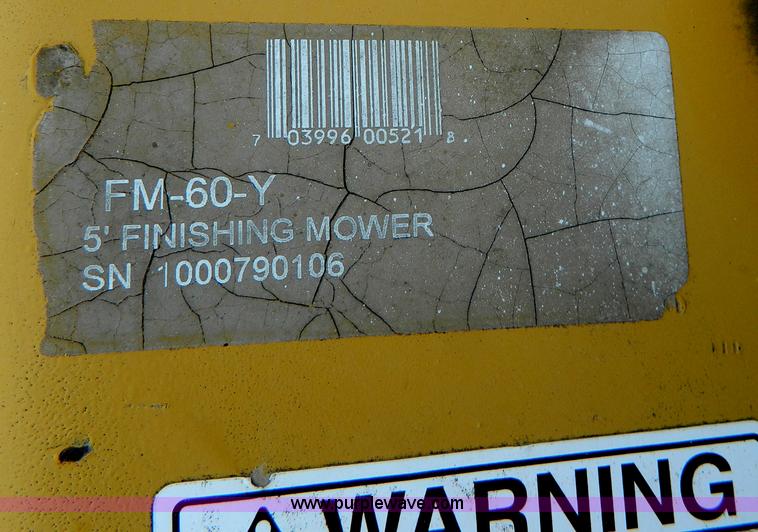 7 03996 00521 8
FM-60-Y
5' FINISHING MOWER
SN 1000790106
WARNING
www.purplewave.com